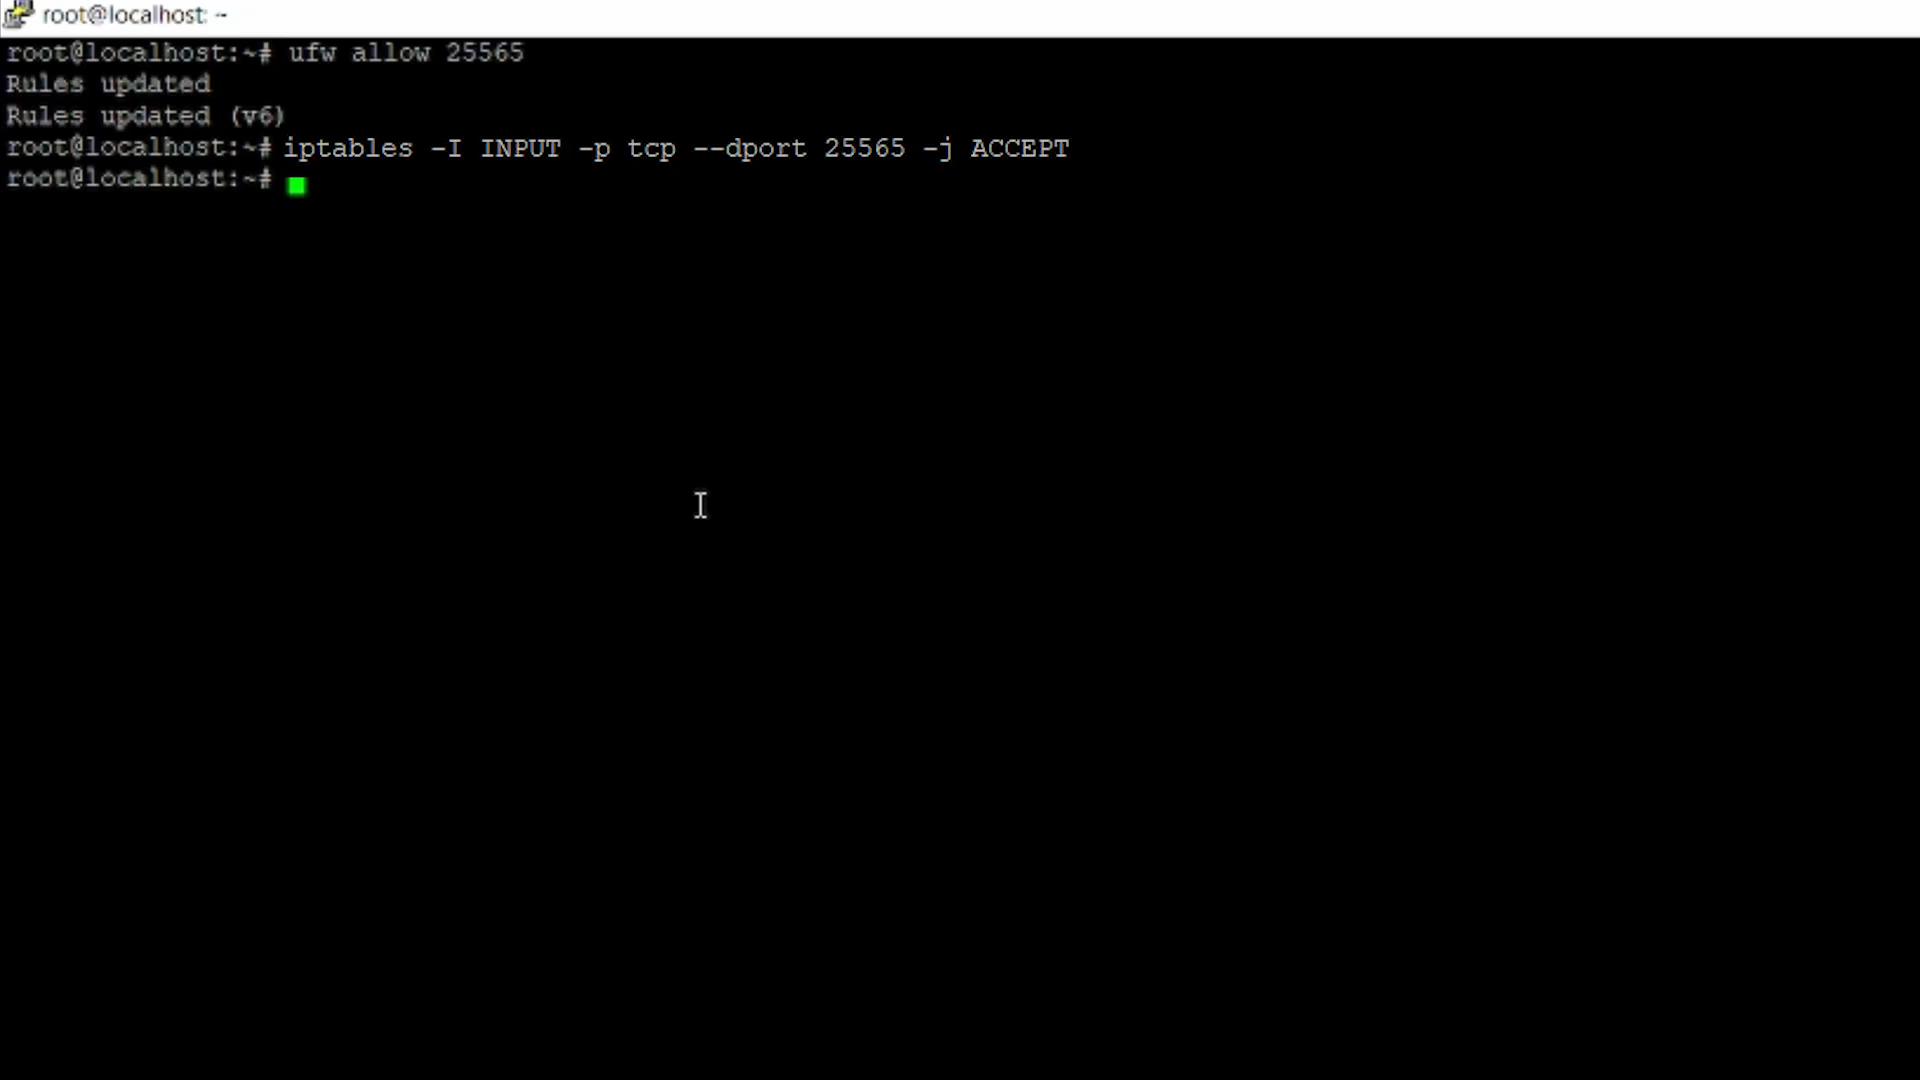 root@localhost: ~
root@localhost:~# ufw allow 25565
Rules updated
Rules updated (v6)
root@localhost:~# iptables -I INPUT -p tcp --dport 25565 -j ACCEPT
root@localhost:~#